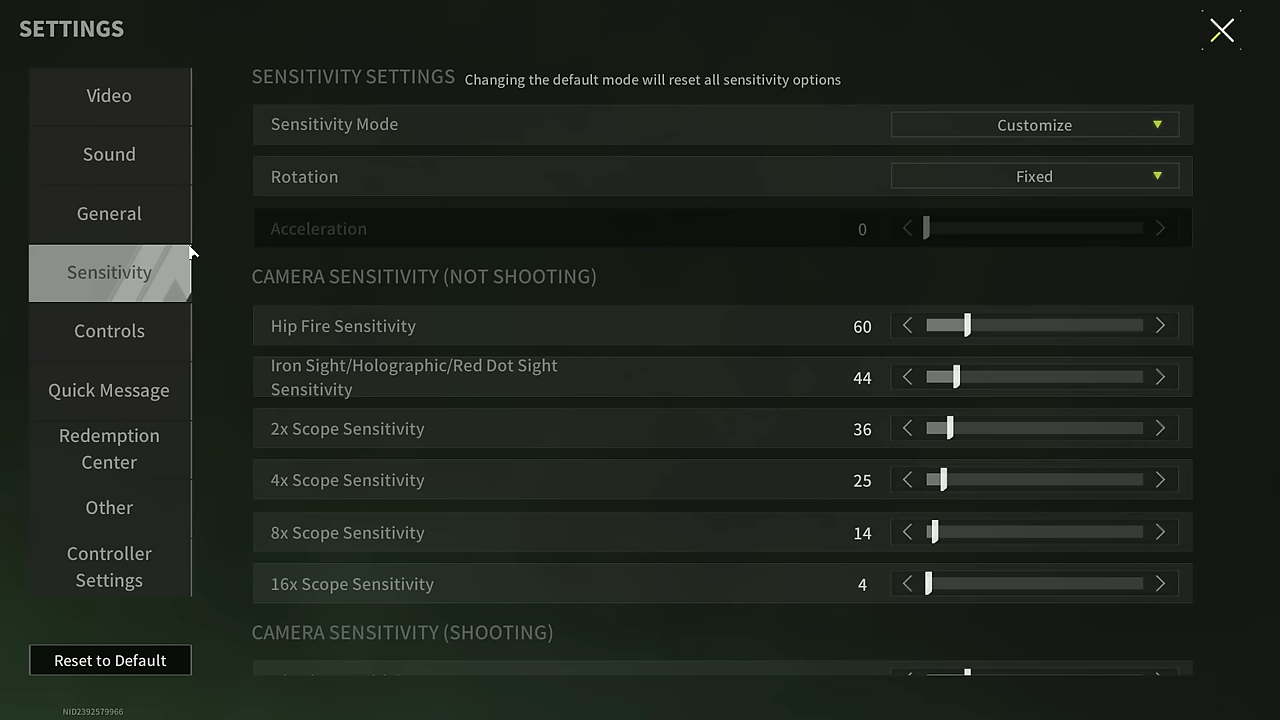 SETTINGS
Video
Sound
General
Sensitivity
Controls
Quick Message
Redemption
Center
Other
Controller
Settings
Reset to Default
NID2392579966
SENSITIVITY SETTINGS Changing the default mode will reset all sensitivity options
Sensitivity Mode Customize
Rotation Fixed
Acceleration 0
CAMERA SENSITIVITY (NOT SHOOTING)
Hip Fire Sensitivity 60
Iron Sight/Holographic/Red Dot Sight
Sensitivity 44
2x Scope Sensitivity 36
4x Scope Sensitivity 25
8x Scope Sensitivity 14
16x Scope Sensitivity 4
CAMERA SENSITIVITY (SHOOTING)